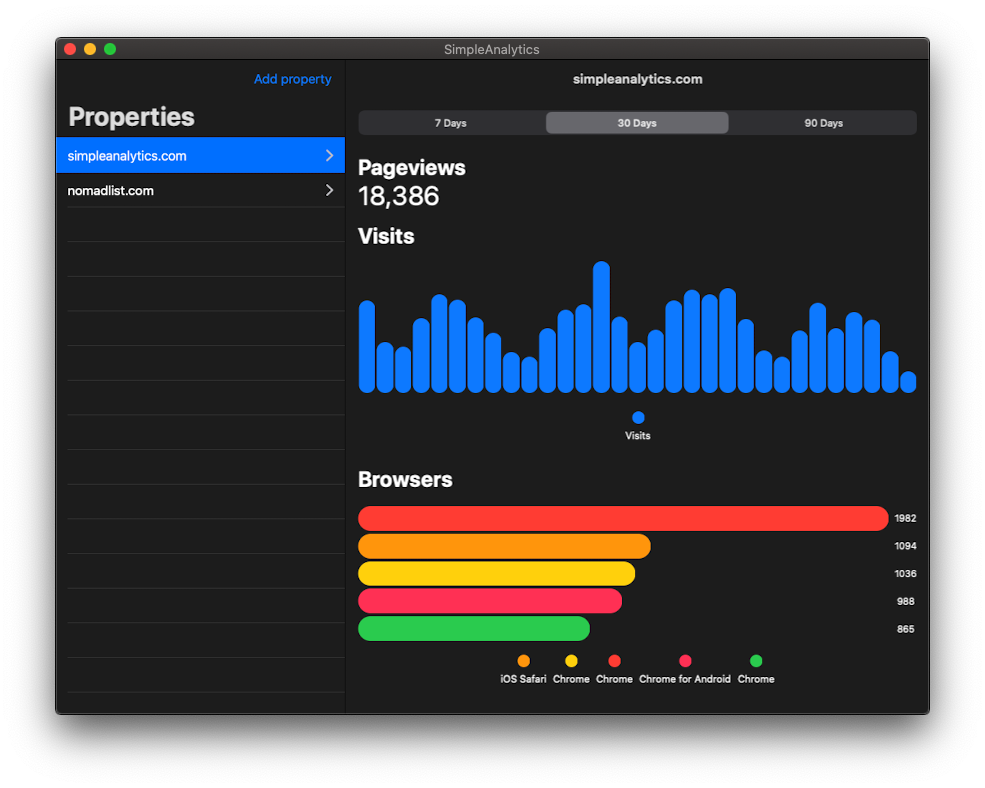 SimpleAnalytics
Add property
Properties
simpleanalytics.com
nomadlist.com
simpleanalytics.com
7 Days 30 Days 90 Days
Pageviews
18,386
Visits
Visits
Browsers
1982
1094
1036
988
865
iOS Safari Chrome Chrome Chrome for Android Chrome